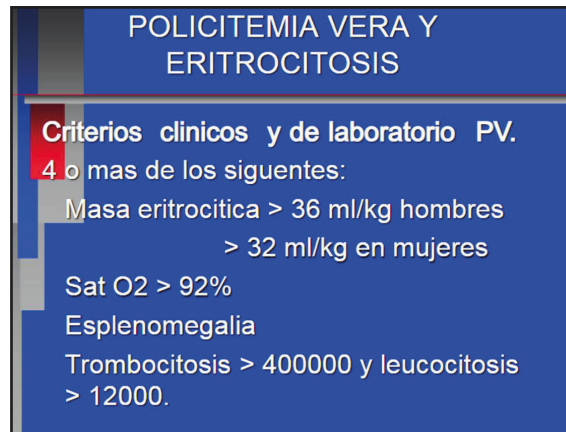 POLICITEMIA VERA Y
ERITROCITOSIS
Criterios clinicos y de laboratorio PV.
4 o mas de los siguentes:
Masa eritrocitica > 36 ml/kg hombres
> 32 ml/kg en mujeres
Sat O2 > 92%
Esplenomegalia
Trombocitosis > 400000 y leucocitosis
> 12000.